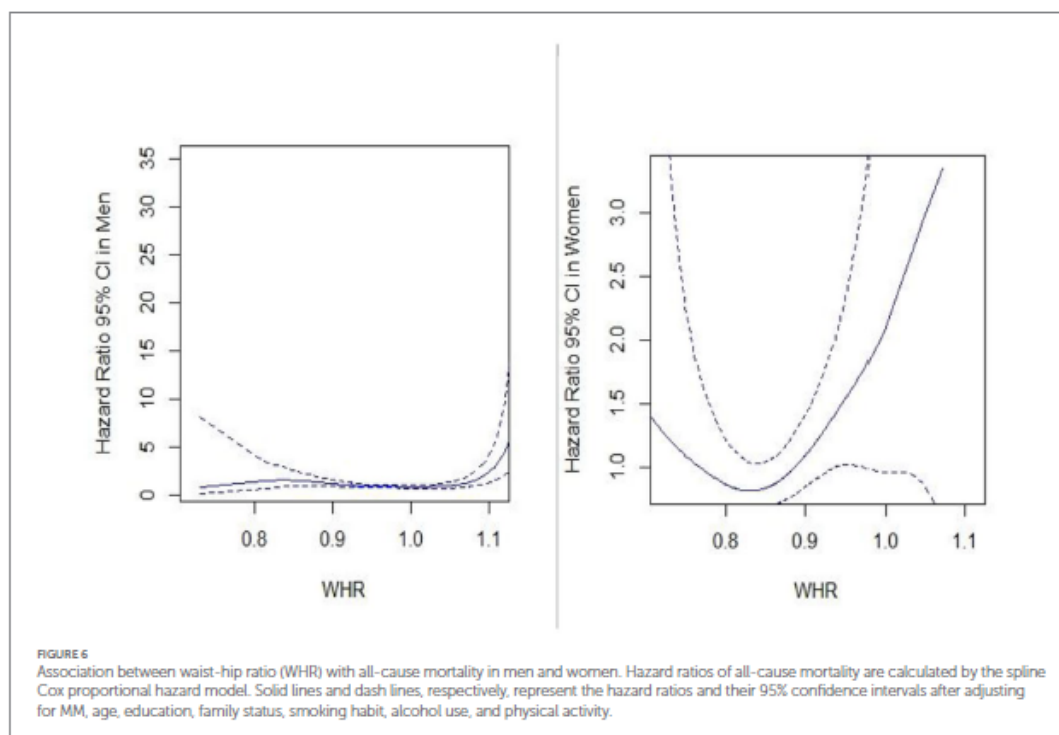 Hazard Ratio 95% CI in Men
35
30
25
20
15
10
5
0
0.8 0.9 1.0 1.1
WHR
Hazard Ratio 95% CI in Women
3.0
2.5
2.0
1.5
1.0
0.8 0.9 1.0 1.1
WHR
FIGURE 6
Association between waist-hip ratio (WHR) with all-cause mortality in men and women. Hazard ratios of all-cause mortality are calculated by the spline
Cox proportional hazard model. Solid lines and dash lines, respectively, represent the hazard ratios and their 95% confidence intervals after adjusting
for MM, age, education, family status, smoking habit, alcohol use, and physical activity.